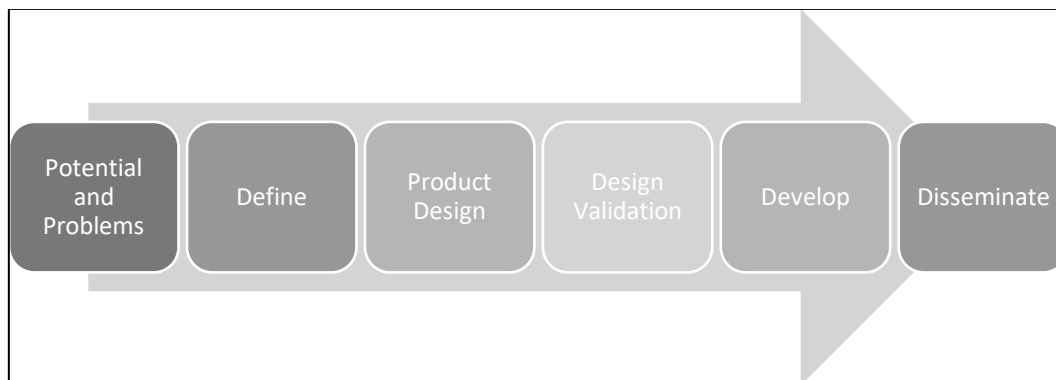 Potential
and
Problems
Define
Product
Design
Design
Validation
Develop
Disseminate